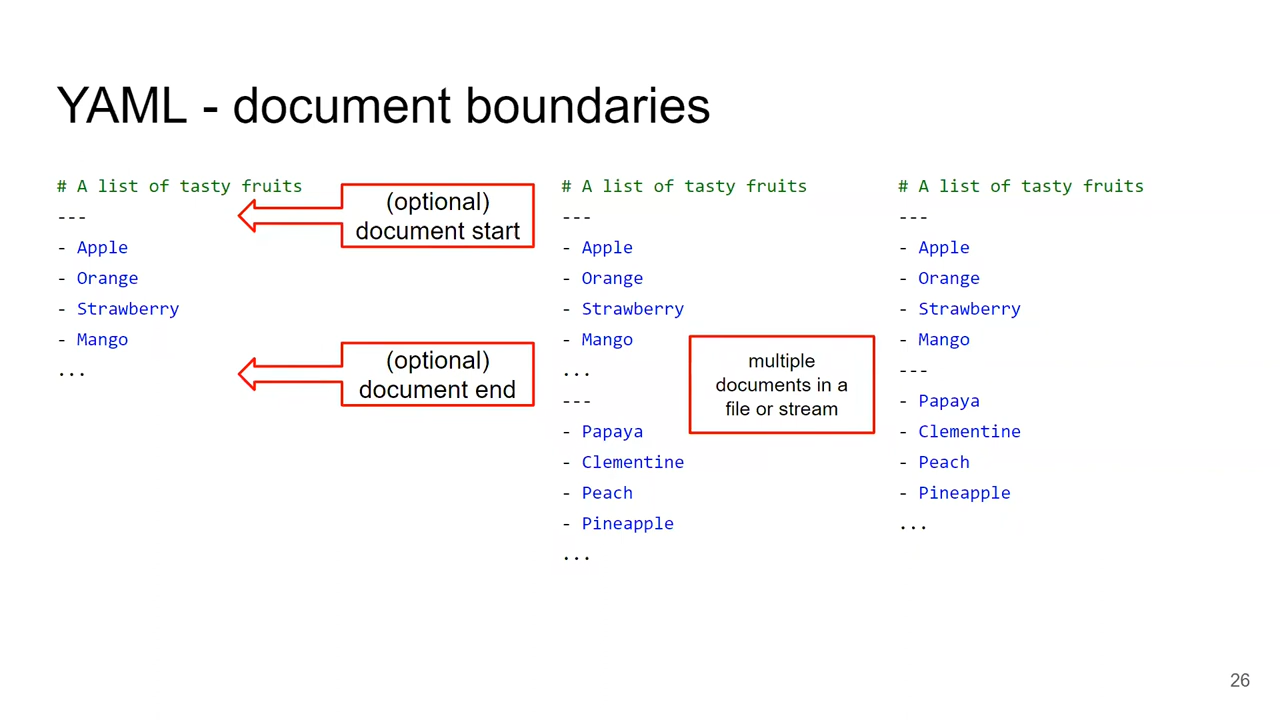 YAML - document boundaries
# A list of tasty fruits
---
- Apple
- Orange
- Strawberry
- Mango
...
(optional)
document start
(optional)
document end
# A list of tasty fruits
---
- Apple
- Orange
- Strawberry
- Mango
...
---
- Papaya
- Clementine
- Peach
- Pineapple
...
multiple
documents in a
file or stream
# A list of tasty fruits
---
- Apple
- Orange
- Strawberry
- Mango
---
- Papaya
- Clementine
- Peach
- Pineapple
...
26